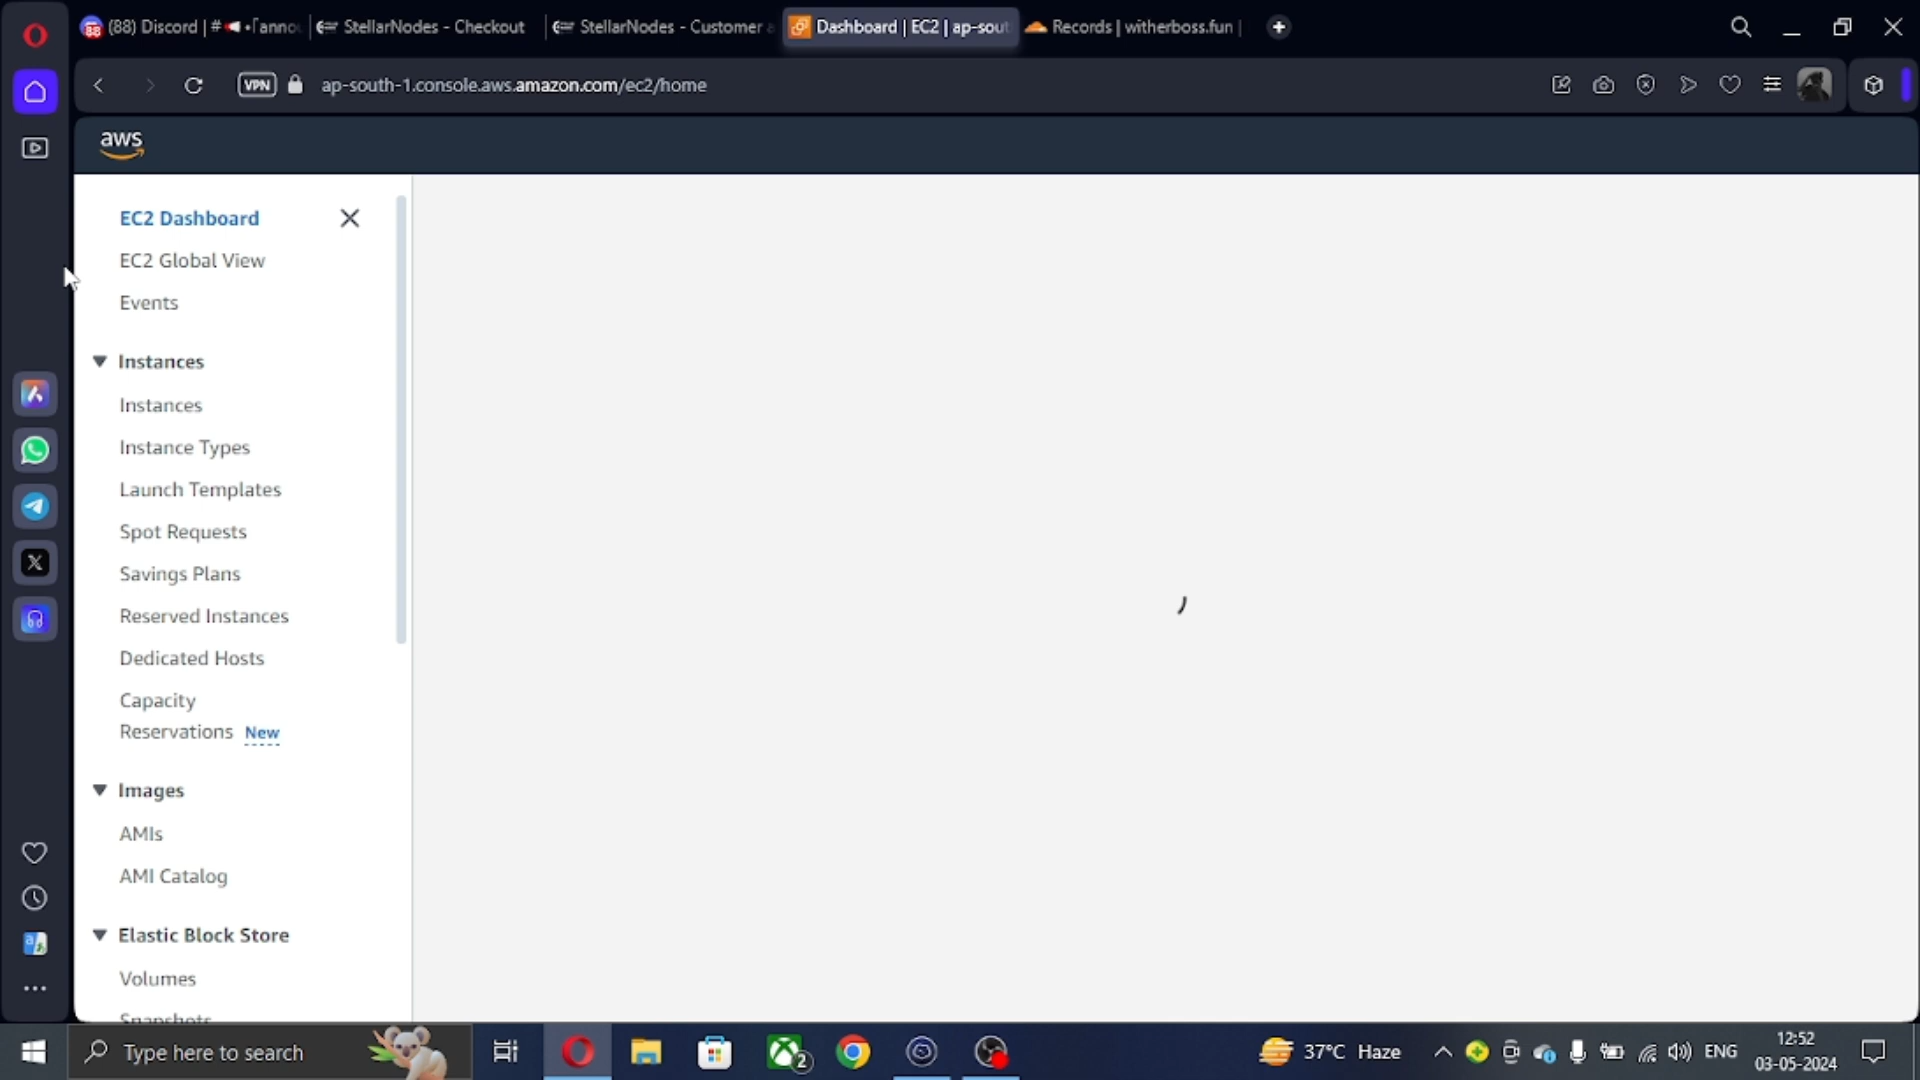 (88) Discord | # •「anno
StellarNodes - Checkout
StellarNodes - Customer a
Dashboard | EC2 | ap-sout
Records | witherboss.fun |
VPN
ap-south-1.console.aws.amazon.com/ec2/home
aws
EC2 Dashboard
EC2 Global View
Events
Instances
Instances
Instance Types
Launch Templates
Spot Requests
Savings Plans
Reserved Instances
Dedicated Hosts
Capacity
Reservations New
Images
AMIs
AMI Catalog
Elastic Block Store
Volumes
Snapshots
Type here to search
2
37°C Haze
ENG
12:52
03-05-2024